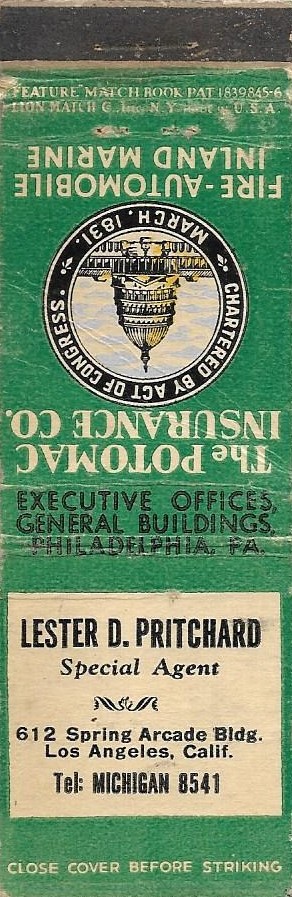 FEATURE MATCH BOOK PAT 1839845-6
LION MATCH C. Inc. N.Y. U.S.A.
The POTOMAC
INSURANCE CO.
CHARTERED BY ACT OF CONGRESS
MARCH, 1831.
FIRE - AUTOMOBILE
INLAND MARINE
EXECUTIVE OFFICES,
GENERAL BUILDINGS,
PHILADELPHIA, PA.
LESTER D. PRITCHARD
Special Agent
612 Spring Arcade Bldg.
Los Angeles, Calif.
Tel: MICHIGAN 8541
CLOSE COVER BEFORE STRIKING